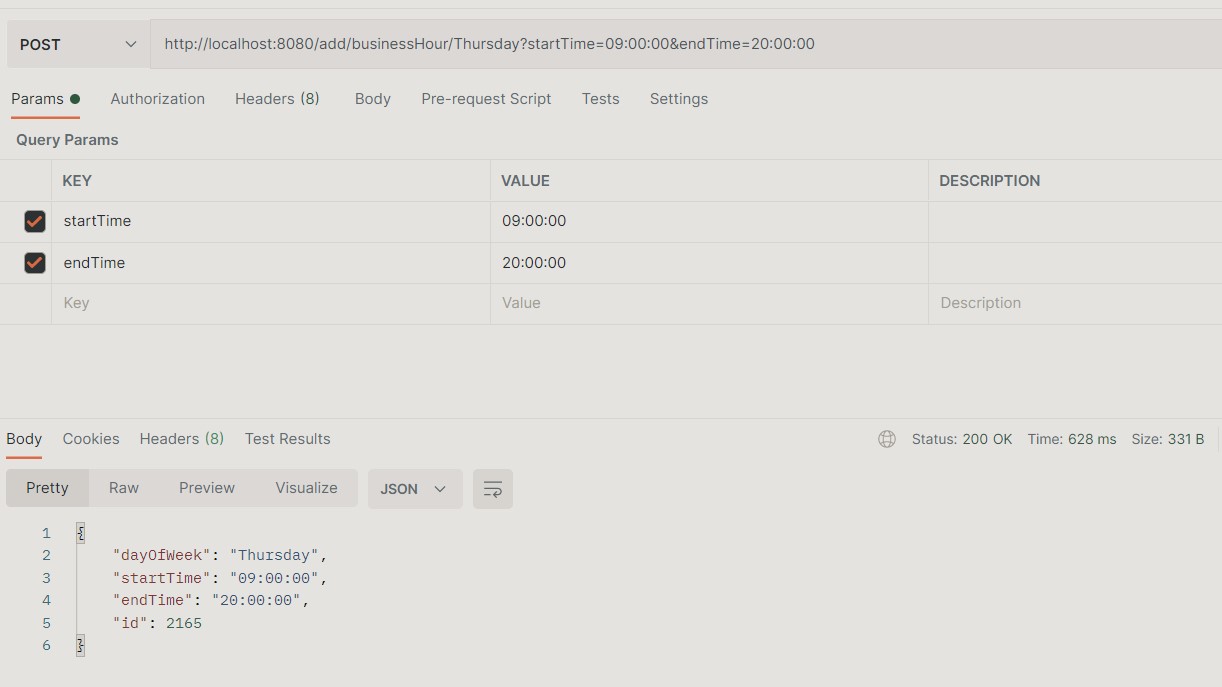 POST http://localhost:8080/add/businessHour/Thursday?startTime=09:00:00&endTime=20:00:00
Params Authorization Headers (8) Body Pre-request Script Tests Settings
Query Params
KEY VALUE DESCRIPTION
startTime 09:00:00
endTime 20:00:00
Key Value Description
Body Cookies Headers (8) Test Results Status: 200 OK Time: 628 ms Size: 331 B
Pretty Raw Preview Visualize JSON
1 {
2 "dayOfWeek": "Thursday",
3 "startTime": "09:00:00",
4 "endTime": "20:00:00",
5 "id": 2165
6 }